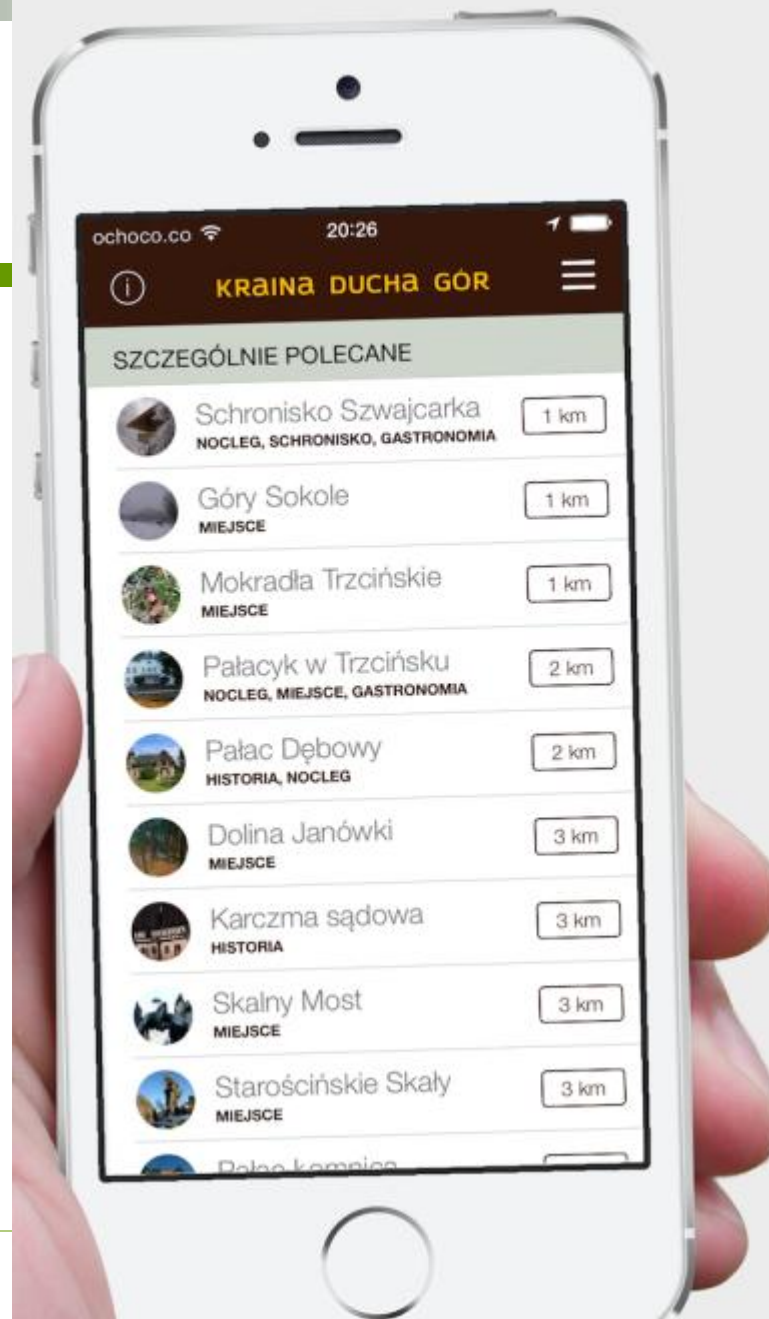 ochoco.co 20:26
KRaiNa DUCHa GÓR
SZCZEGÓLNIE POLECANE
Schronisko Szwajcarka 1 km
NOCLEG, SCHRONISKO, GASTRONOMIA
Góry Sokole 1 km
MIEJSCE
Mokradła Trzcińskie 1 km
MIEJSCE
Pałacyk w Trzcińsku 2 km
NOCLEG, MIEJSCE, GASTRONOMIA
Pałac Dębowy 2 km
HISTORIA, NOCLEG
Dolina Janówki 3 km
MIEJSCE
Karczma sądowa 3 km
HISTORIA
Skalny Most 3 km
MIEJSCE
Starościńskie Skały 3 km
MIEJSCE